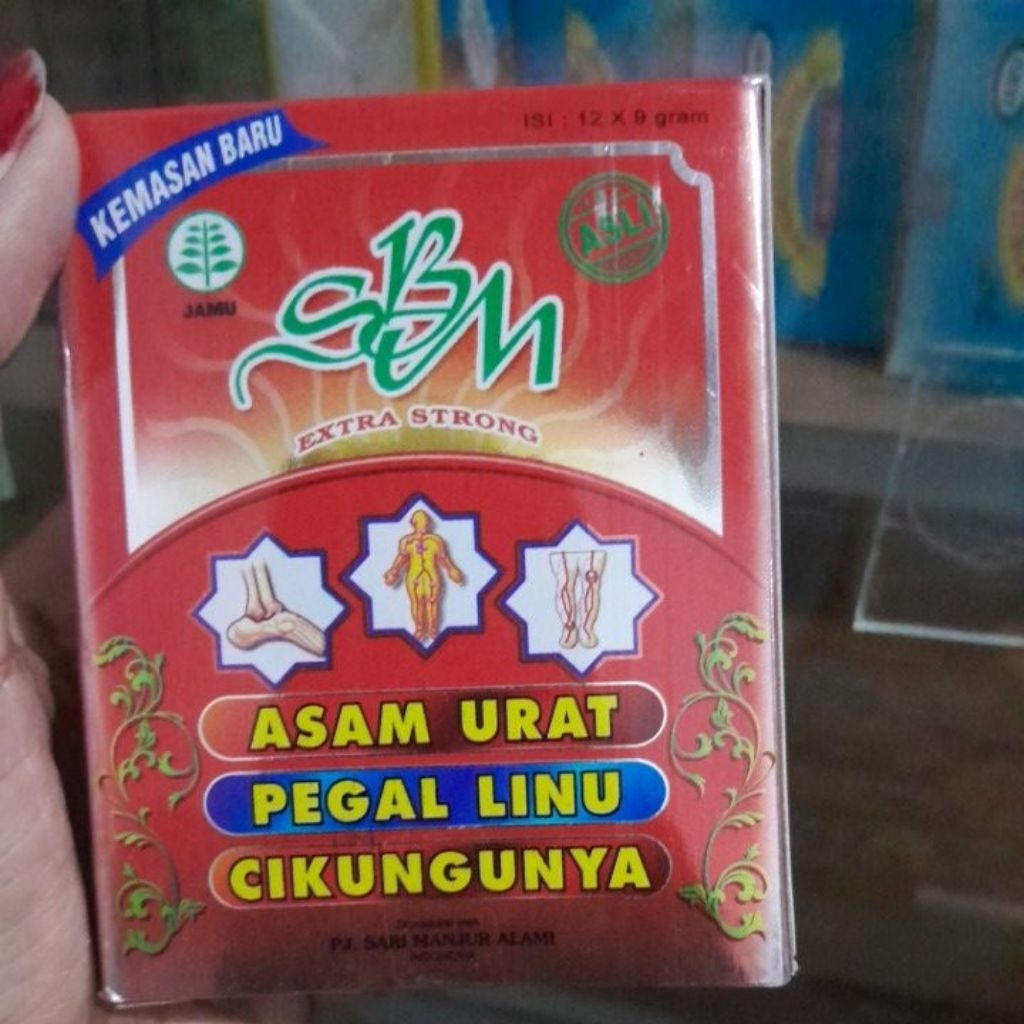 ISI : 12 X 9 gram
KEMASAN BARU
ASLI
JAMU
SBM
EXTRA STRONG
ASAM URAT
PEGAL LINU
CIKUNGUNYA
PJ. SARI MANJUR ALAMI
INDONESIA